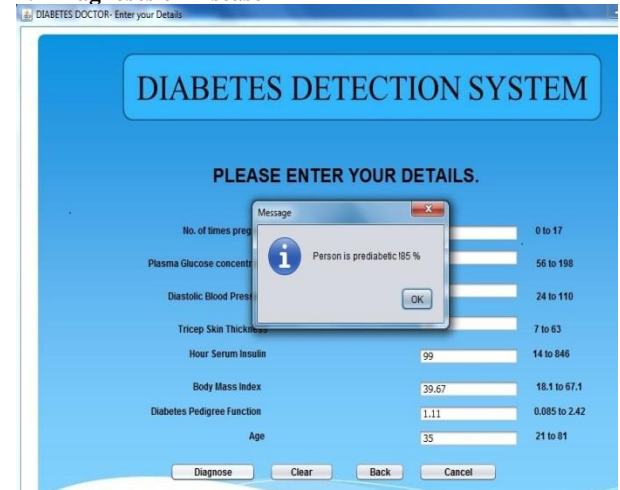 DIABETES DOCTOR- Enter your Details
DIABETES DETECTION SYSTEM
PLEASE ENTER YOUR DETAILS.
Message
No. of times preg 0 to 17
Person is prediabetic !85 %
Plasma Glucose concentr 56 to 198
OK
Diastolic Blood Press 24 to 110
Tricep Skin Thickness 7 to 63
Hour Serum Insulin 99 14 to 846
Body Mass Index 39.67 18.1 to 67.1
Diabetes Pedigree Function 1.11 0.085 to 2.42
Age 35 21 to 81
Diagnose Clear Back Cancel